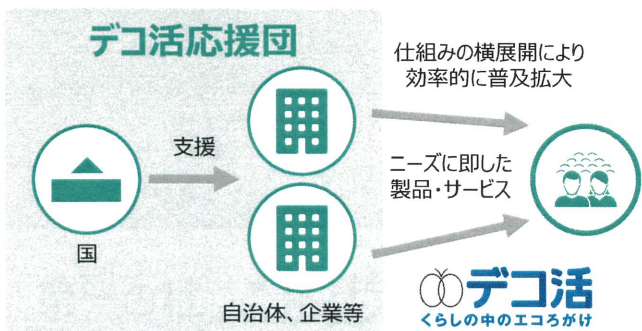 デコ活応援団
仕組みの横展開により
効率的に普及拡大
支援
ニーズに即した
製品・サービス
国
自治体、企業等
デコ活
くらしの中のエコろがけ